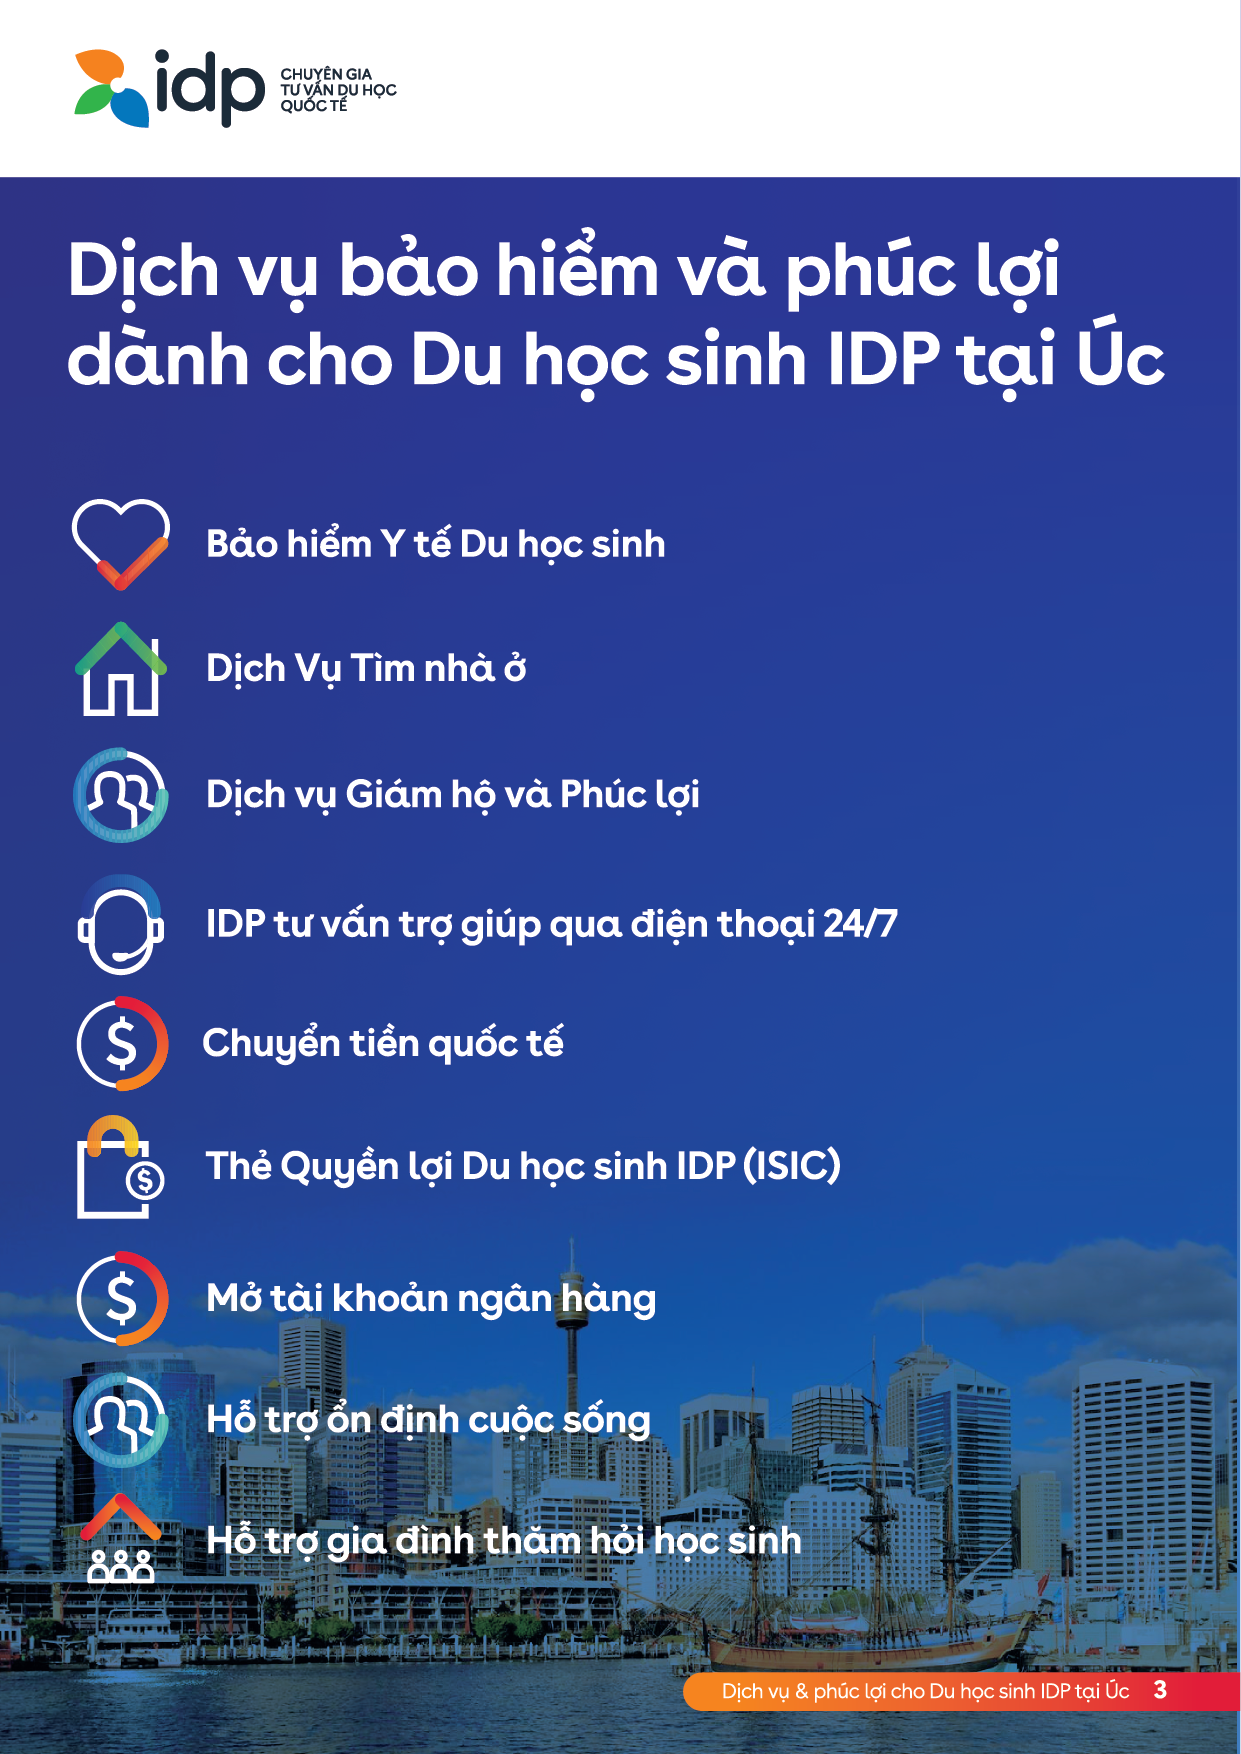 idp
CHUYÊN GIA
TƯ VẤN DU HỌC
QUỐC TẾ
Dịch vụ bảo hiểm và phúc lợi
dành cho Du học sinh IDP tại Úc
Bảo hiểm Y tế Du học sinh
Dịch Vụ Tìm nhà ở
Dịch vụ Giám hộ và Phúc lợi
IDP tư vấn trợ giúp qua điện thoại 24/7
$ Chuyển tiền quốc tế
$ Thẻ Quyền lợi Du học sinh IDP (ISIC)
$ Mở tài khoản ngân hàng
Hỗ trợ ổn định cuộc sống
Hỗ trợ gia đình thăm hỏi học sinh
Dịch vụ & phúc lợi cho Du học sinh IDP tại Úc 3